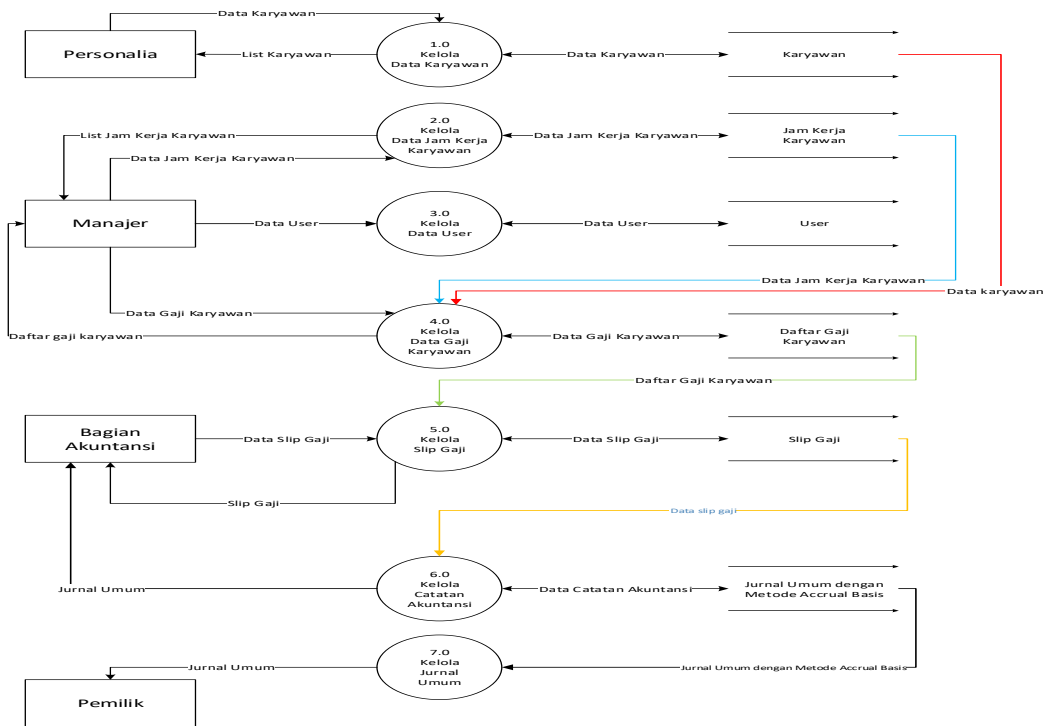 Data Karyawan
Personalia
List Karyawan
1.0
Kelola
Data Karyawan
Data Karyawan
Karyawan
List Jam Kerja Karyawan
Data Jam Kerja Karyawan
2.0
Kelola
Data Jam Kerja
Karyawan
Data Jam Kerja Karyawan
Jam Kerja
Karyawan
Manajer
Data User
3.0
Kelola
Data User
Data User
User
Data Jam Kerja Karyawan
Data karyawan
Data Gaji Karyawan
Daftar gaji karyawan
4.0
Kelola
Data Gaji
Karyawan
Data Gaji Karyawan
Daftar Gaji
Karyawan
Daftar Gaji Karyawan
Bagian
Akuntansi
Data Slip Gaji
5.0
Kelola
Slip Gaji
Data Slip Gaji
Slip Gaji
Slip Gaji
Data slip gaji
Jurnal Umum
6.0
Kelola
Catatan
Akuntansi
Data Catatan Akuntansi
Jurnal Umum dengan
Metode Accrual Basis
Jurnal Umum
7.0
Kelola
Jurnal
Umum
Jurnal Umum dengan Metode Accrual Basis
Pemilik